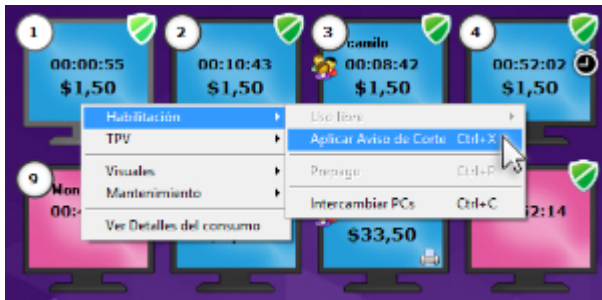 1
00:00:55
$1,50
2
00:10:43
$1,50
3
camilo
00:08:42
$1,50
4
00:52:02
$1,50
Habilitación
TPV
Visuales
Mantenimiento
Ver Detalles del consumo
Uso libre
Aplicar Aviso de Corte Ctrl+X
Prepago Ctrl+P
Intercambiar PCs Ctrl+C
9
$33,50
2:14